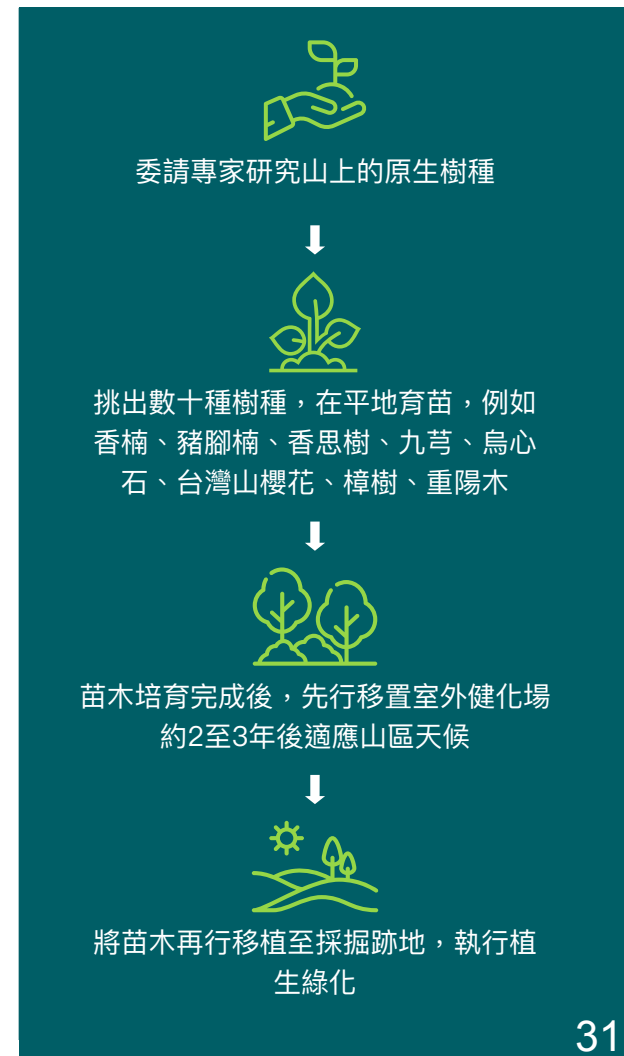 委請專家研究山上的原生樹種
挑出數十種樹種，在平地育苗，例如
香楠、豬腳楠、香思樹、九芎、烏心
石、台灣山櫻花、樟樹、重陽木
苗木培育完成後，先行移置室外健化場
約2至3年後適應山區天候
將苗木再行移植至採掘跡地，執行植
生綠化
31